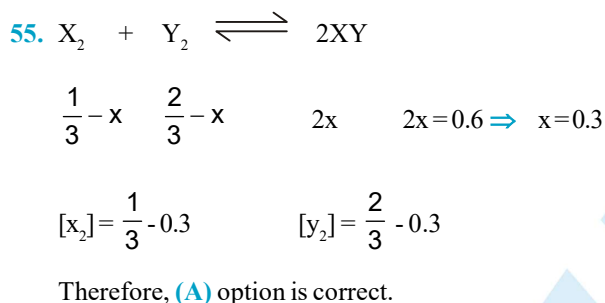 55. X₂ + Y₂ ⇌ 2XY
1/3 – x 2/3 – x 2x 2x = 0.6 ⇒ x = 0.3
[x₂] = 1/3 - 0.3 [y₂] = 2/3 - 0.3
Therefore, (A) option is correct.